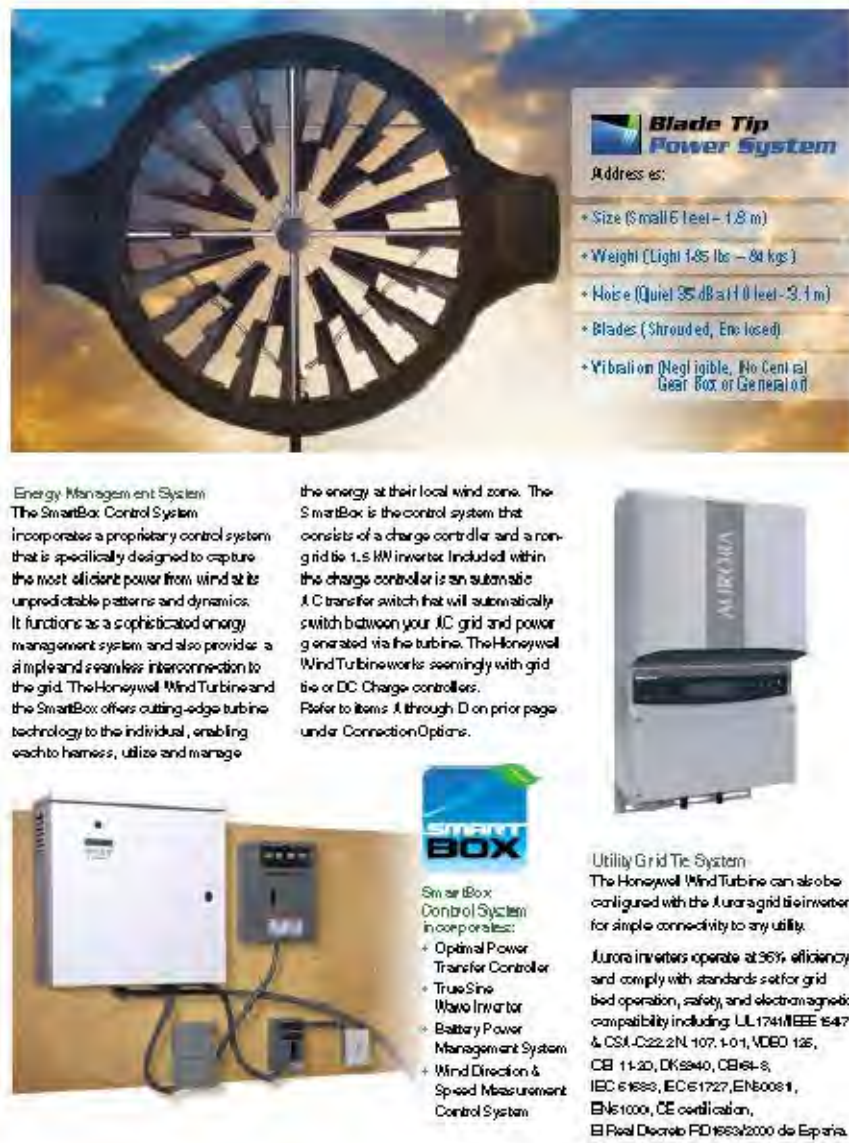 Blade Tip
Power System
Addresses:
• Size (Small 6 feet – 1.8 m)
• Weight (Light 185 lbs – 84 kgs)
• Noise (Quiet 35 dB at 10 feet - 3.1 m)
• Blades (Shrouded, Enclosed)
• Vibration (Negligible, No Central
Gear Box or Generator)
Energy Management System
The SmartBox Control System
incorporates a proprietary control system
that is specifically designed to capture
the most efficient power from wind at its
unpredictable patterns and dynamics.
It functions as a sophisticated energy
management system and also provides a
simple and seamless interconnection to
the grid. The Honeywell Wind Turbine and
the SmartBox offers cutting-edge turbine
technology to the individual, enabling
each to harness, utilize and manage
the energy at their local wind zone. The
SmartBox is the control system that
consists of a charge controller and a non-
grid tie 1.5 kW inverter. Included within
the charge controller is an automatic
AC transfer switch that will automatically
switch between your AC grid and power
generated via the turbine. The Honeywell
Wind Turbine works seemingly with grid
tie or DC Charge controllers.
Refer to items A through D on prior page
under Connection Options.
AURORA
SMART
BOX
SmartBox
Control System
incorporates:
+ Optimal Power
Transfer Controller
+ True Sine
Wave Inverter
+ Battery Power
Management System
+ Wind Direction &
Speed Measurement
Control System
Utility Grid Tie System
The Honeywell Wind Turbine can also be
configured with the Aurora grid tie inverter
for simple connectivity to any utility.
Aurora inverters operate at 96% efficiency
and comply with standards set for grid
tied operation, safety, and electromagnetic
compatibility including: UL1741/IEEE 1547
& CSA-C22.2 N. 107.1-01, VDEO 126,
CEI 11-20, DK5940, CEI 64-8,
IEC 61683, IEC 61727, EN50081,
EN61000, CE certification,
El Real Decreto RD1663/2000 de España.